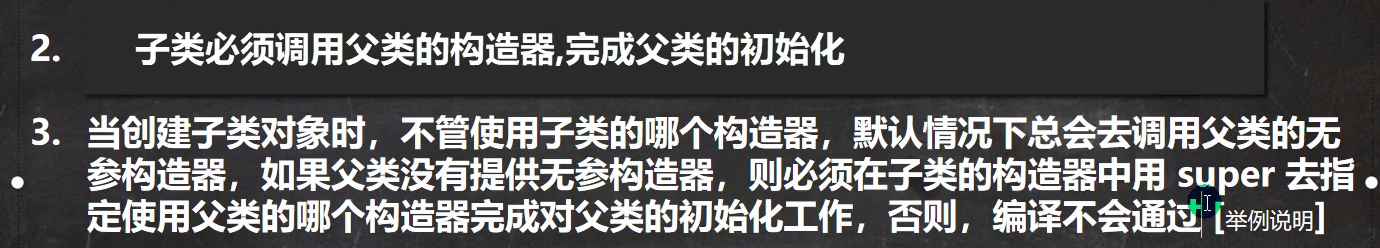 2. 子类必须调用父类的构造器,完成父类的初始化
3. 当创建子类对象时，不管使用子类的哪个构造器，默认情况下总会去调用父类的无
参构造器，如果父类没有提供无参构造器，则必须在子类的构造器中用 super 去指
定使用父类的哪个构造器完成对父类的初始化工作，否则，编译不会通过 [举例说明]